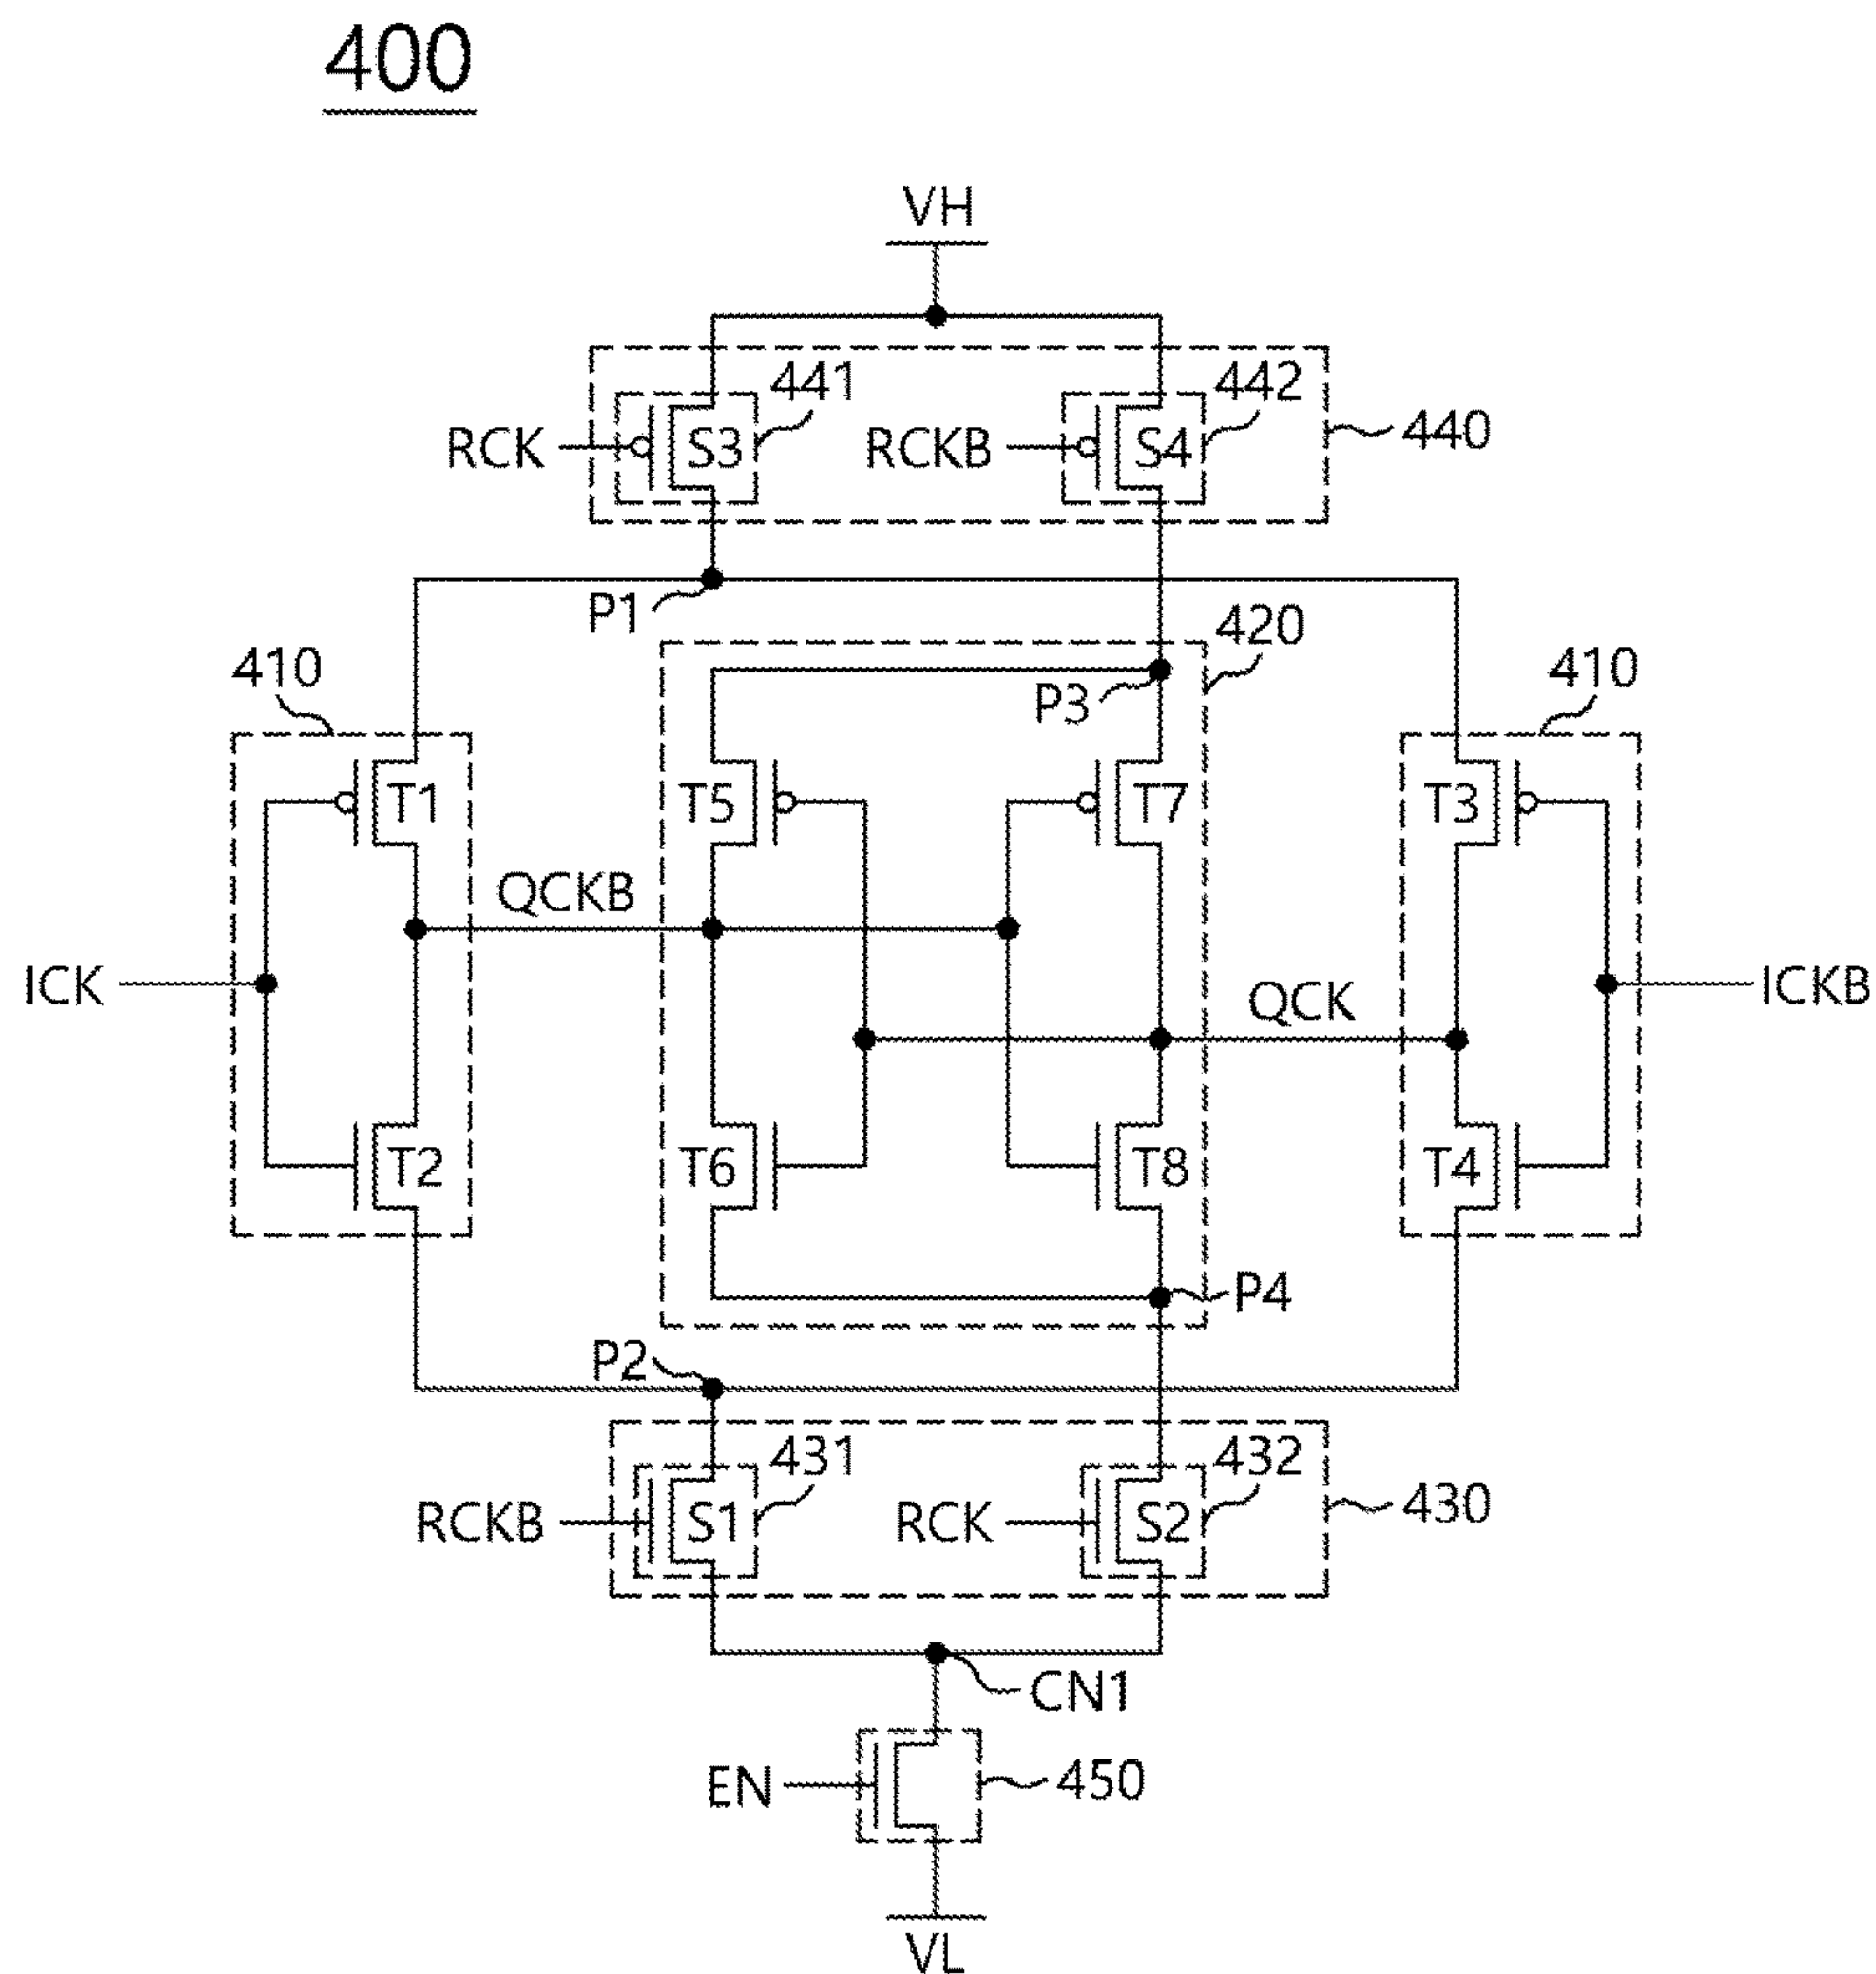 400
VH
441
442
RCK
S3
RCKB
S4
440
P1
420
410
P3
410
T1
T5
T7
T3
QCKB
ICK
QCK
ICKB
T2
T6
T8
T4
P4
P2
431
432
RCKB
S1
RCK
S2
430
CN1
EN
450
VL